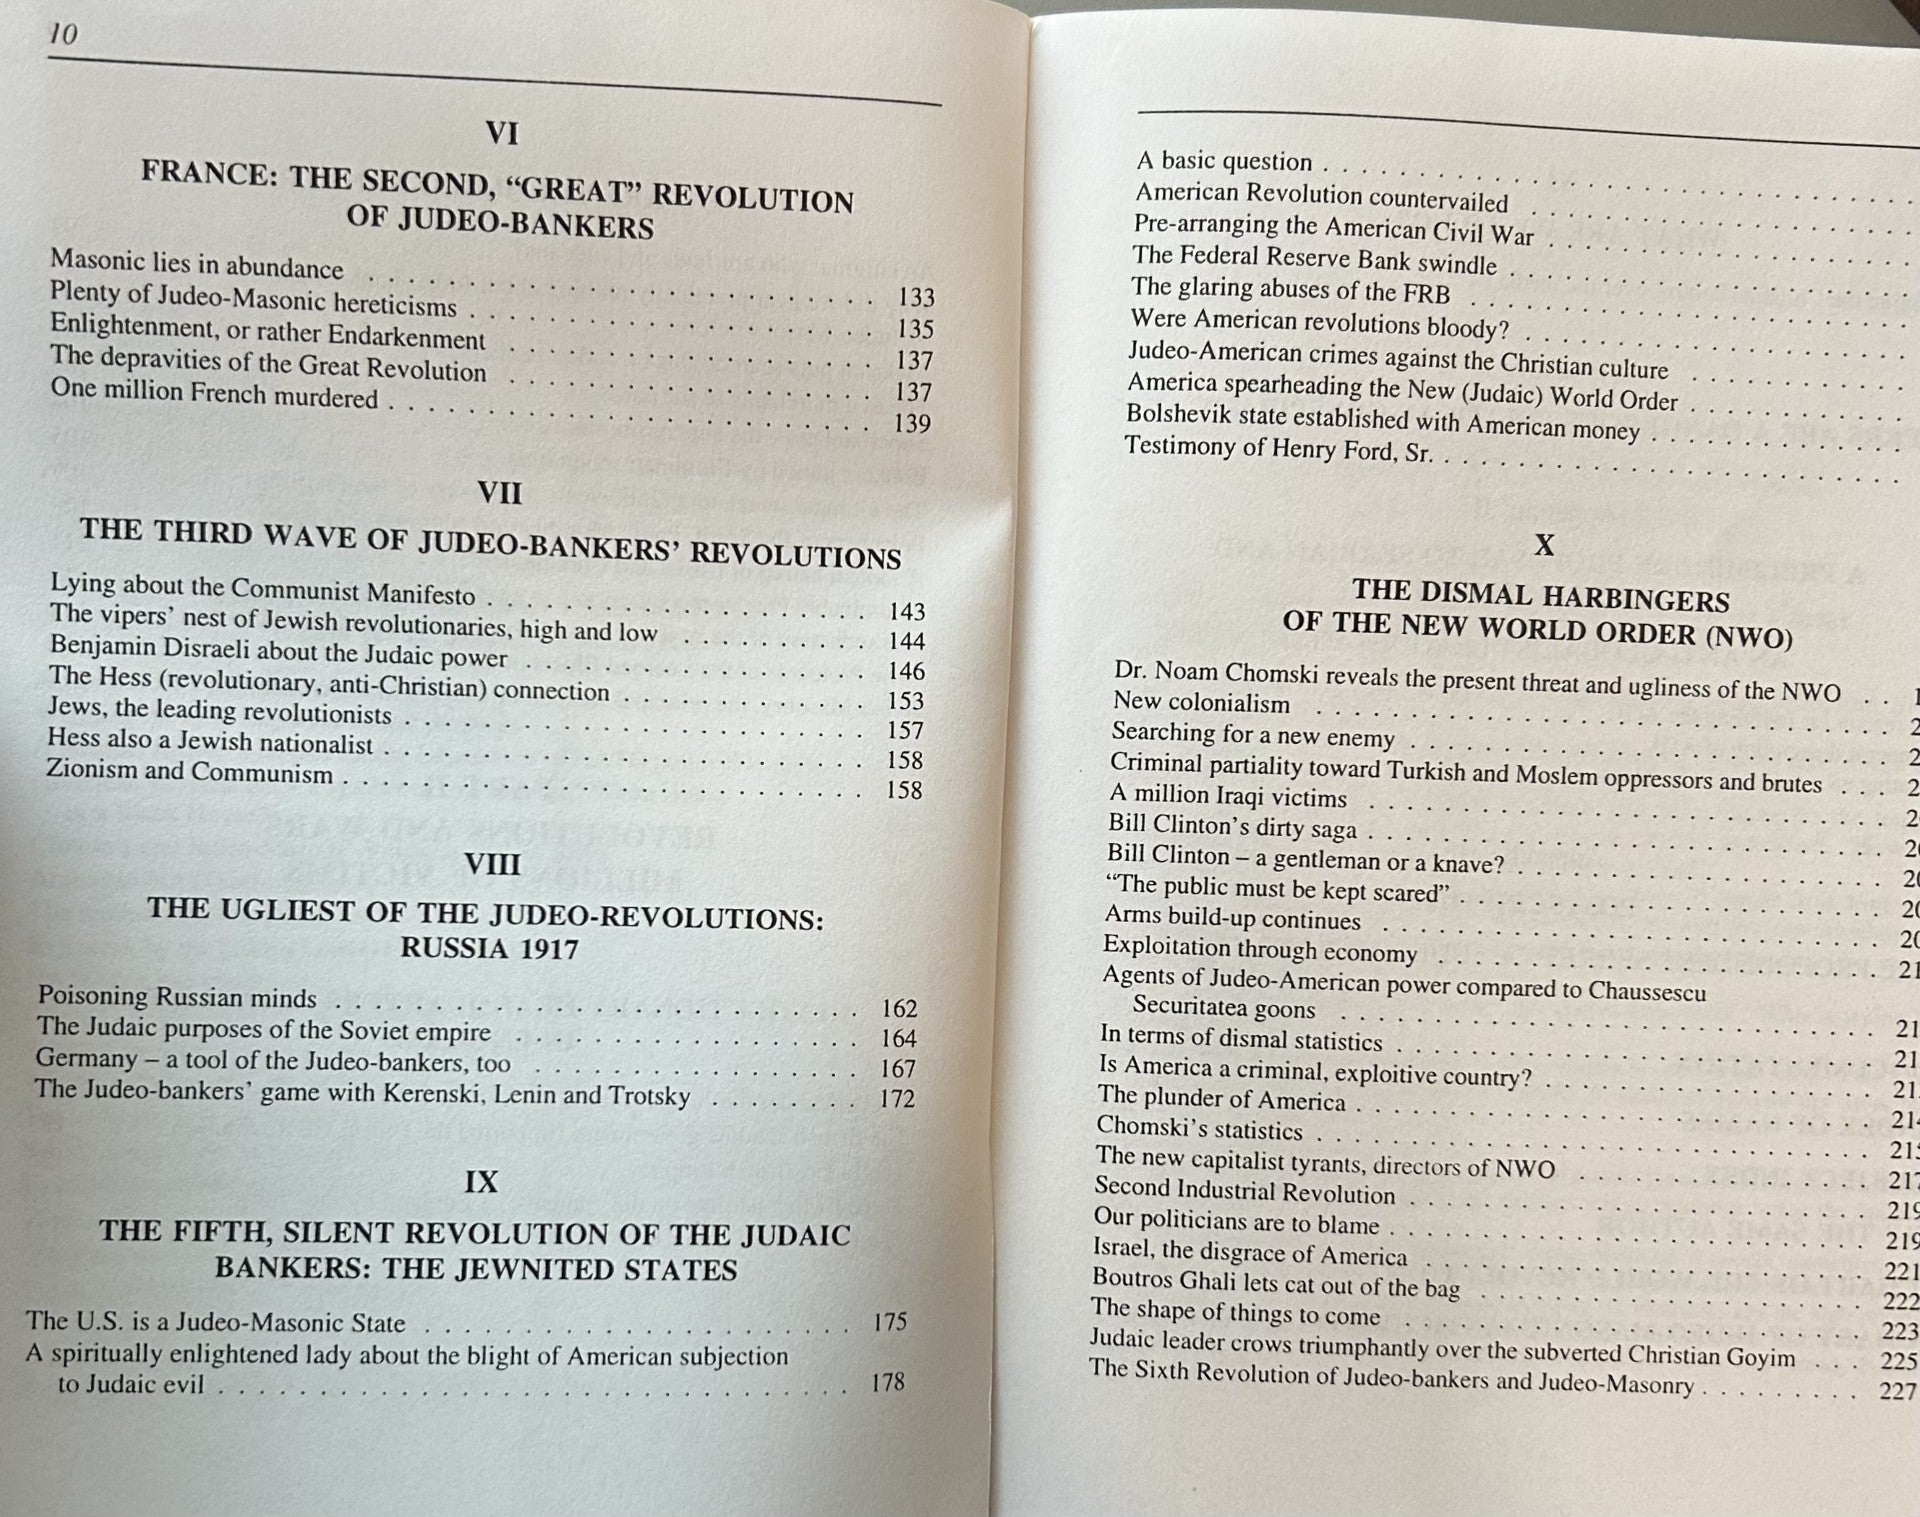 10
VI
FRANCE: THE SECOND, “GREAT” REVOLUTION
OF JUDEO-BANKERS
Masonic lies in abundance . . . 133
Plenty of Judeo-Masonic hereticisms . . . 135
Enlightenment, or rather Endarkenment . . . 137
The depravities of the Great Revolution . . . 137
One million French murdered . . . 139
VII
THE THIRD WAVE OF JUDEO-BANKERS’ REVOLUTIONS
Lying about the Communist Manifesto . . . 143
The vipers’ nest of Jewish revolutionaries, high and low . . . 144
Benjamin Disraeli about the Judaic power . . . 146
The Hess (revolutionary, anti-Christian) connection . . . 153
Jews, the leading revolutionists . . . 157
Hess also a Jewish nationalist . . . 158
Zionism and Communism . . . 158
VIII
THE UGLIEST OF THE JUDEO-REVOLUTIONS:
RUSSIA 1917
Poisoning Russian minds . . . 162
The Judaic purposes of the Soviet empire . . . 164
Germany – a tool of the Judeo-bankers, too . . . 167
The Judeo-bankers’ game with Kerenski, Lenin and Trotsky . . . 172
IX
THE FIFTH, SILENT REVOLUTION OF THE JUDAIC
BANKERS: THE JEWNITED STATES
The U.S. is a Judeo-Masonic State . . . 175
A spiritually enlightened lady about the blight of American subjection
to Judaic evil . . . 178
A basic question . . .
American Revolution countervailed . . .
Pre-arranging the American Civil War . . .
The Federal Reserve Bank swindle . . .
The glaring abuses of the FRB . . .
Were American revolutions bloody? . . .
Judeo-American crimes against the Christian culture . . .
America spearheading the New (Judaic) World Order . . .
Bolshevik state established with American money . . .
Testimony of Henry Ford, Sr. . . .
X
THE DISMAL HARBINGERS
OF THE NEW WORLD ORDER (NWO)
Dr. Noam Chomski reveals the present threat and ugliness of the NWO . . .
New colonialism . . .
Searching for a new enemy . . .
Criminal partiality toward Turkish and Moslem oppressors and brutes . . .
A million Iraqi victims . . .
Bill Clinton’s dirty saga . . .
Bill Clinton – a gentleman or a knave? . . .
“The public must be kept scared” . . .
Arms build-up continues . . .
Exploitation through economy . . .
Agents of Judeo-American power compared to Chaussescu
Securitatea goons . . .
In terms of dismal statistics . . .
Is America a criminal, exploitive country? . . .
The plunder of America . . . 214
Chomski’s statistics . . . 215
The new capitalist tyrants, directors of NWO . . . 217
Second Industrial Revolution . . . 219
Our politicians are to blame . . . 219
Israel, the disgrace of America . . . 221
Boutros Ghali lets cat out of the bag . . . 222
The shape of things to come . . . 223
Judaic leader crows triumphantly over the subverted Christian Goyim . . . 225
The Sixth Revolution of Judeo-bankers and Judeo-Masonry . . . 227